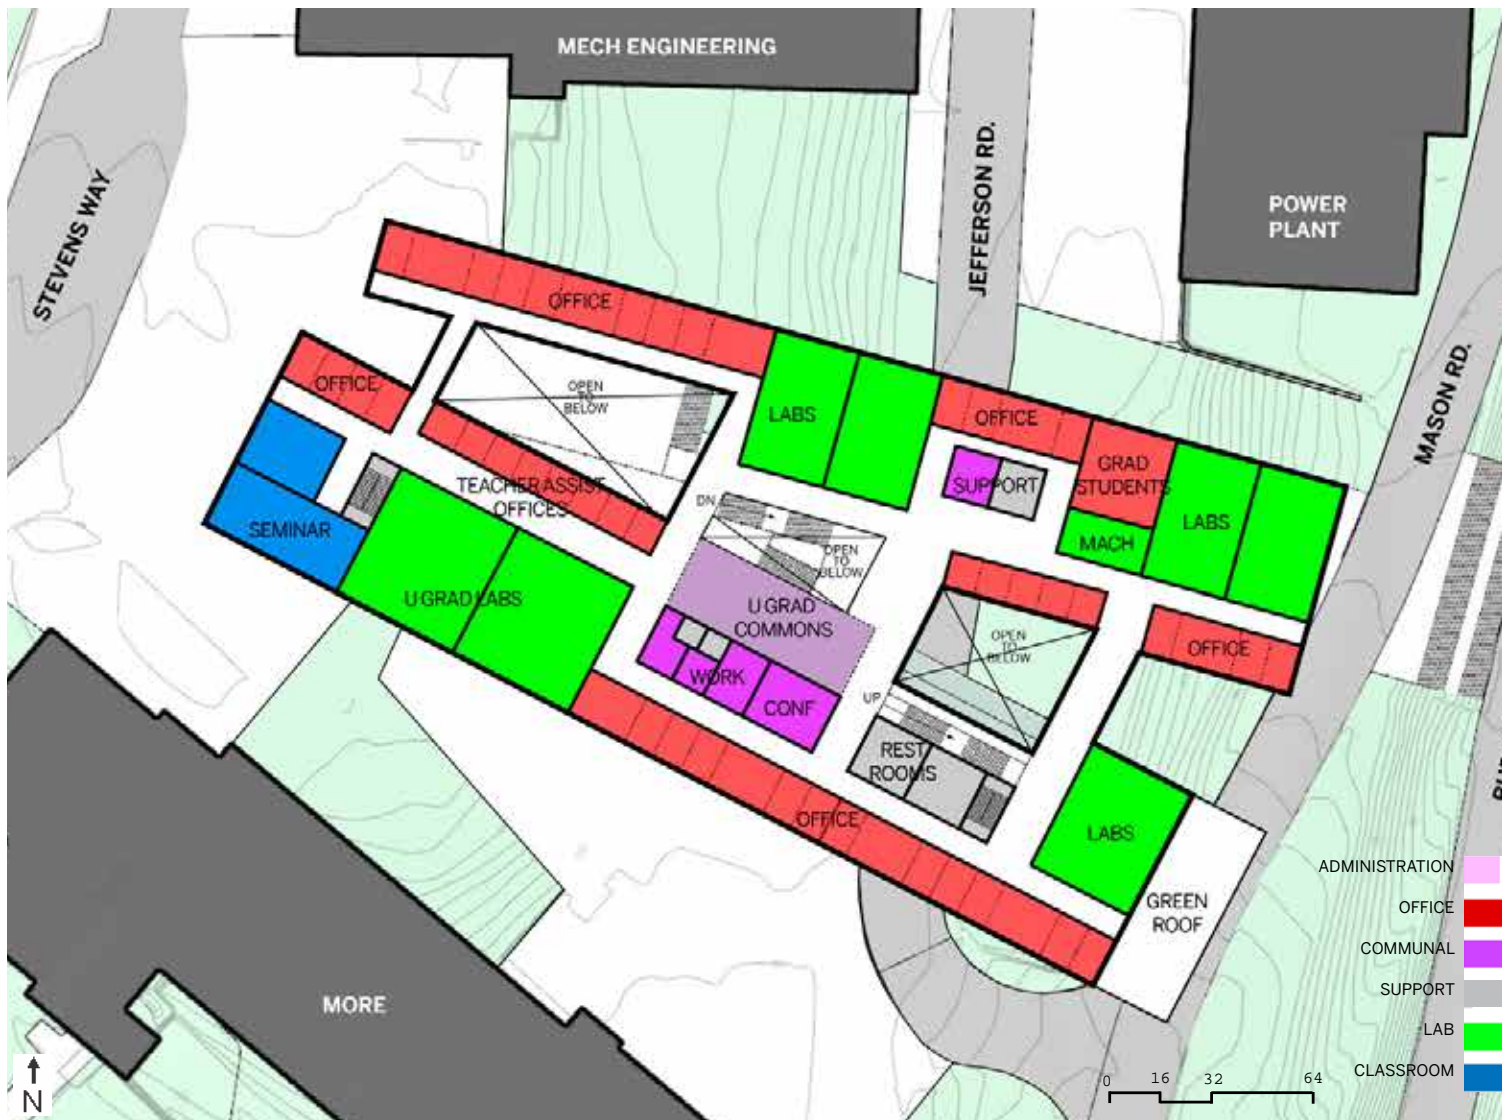 MECH ENGINEERING
STEVENS WAY
JEFFERSON RD.
POWER
PLANT
MASON RD.
OFFICE
OFFICE
OPEN
TO
BELOW
LABS
OFFICE
GRAD
STUDENTS
SUPPORT
LABS
MACH
TEACHER ASSIST.
OFFICES
SEMINAR
DN
OPEN
TO
BELOW
U GRAD LABS
U GRAD
COMMONS
OPEN
TO
BELOW
OFFICE
WORK
CONF
UP
REST
ROOMS
OFFICE
LABS
GREEN
ROOF
MORE
N
ADMINISTRATION
OFFICE
COMMUNAL
SUPPORT
LAB
CLASSROOM
0 16 32 64